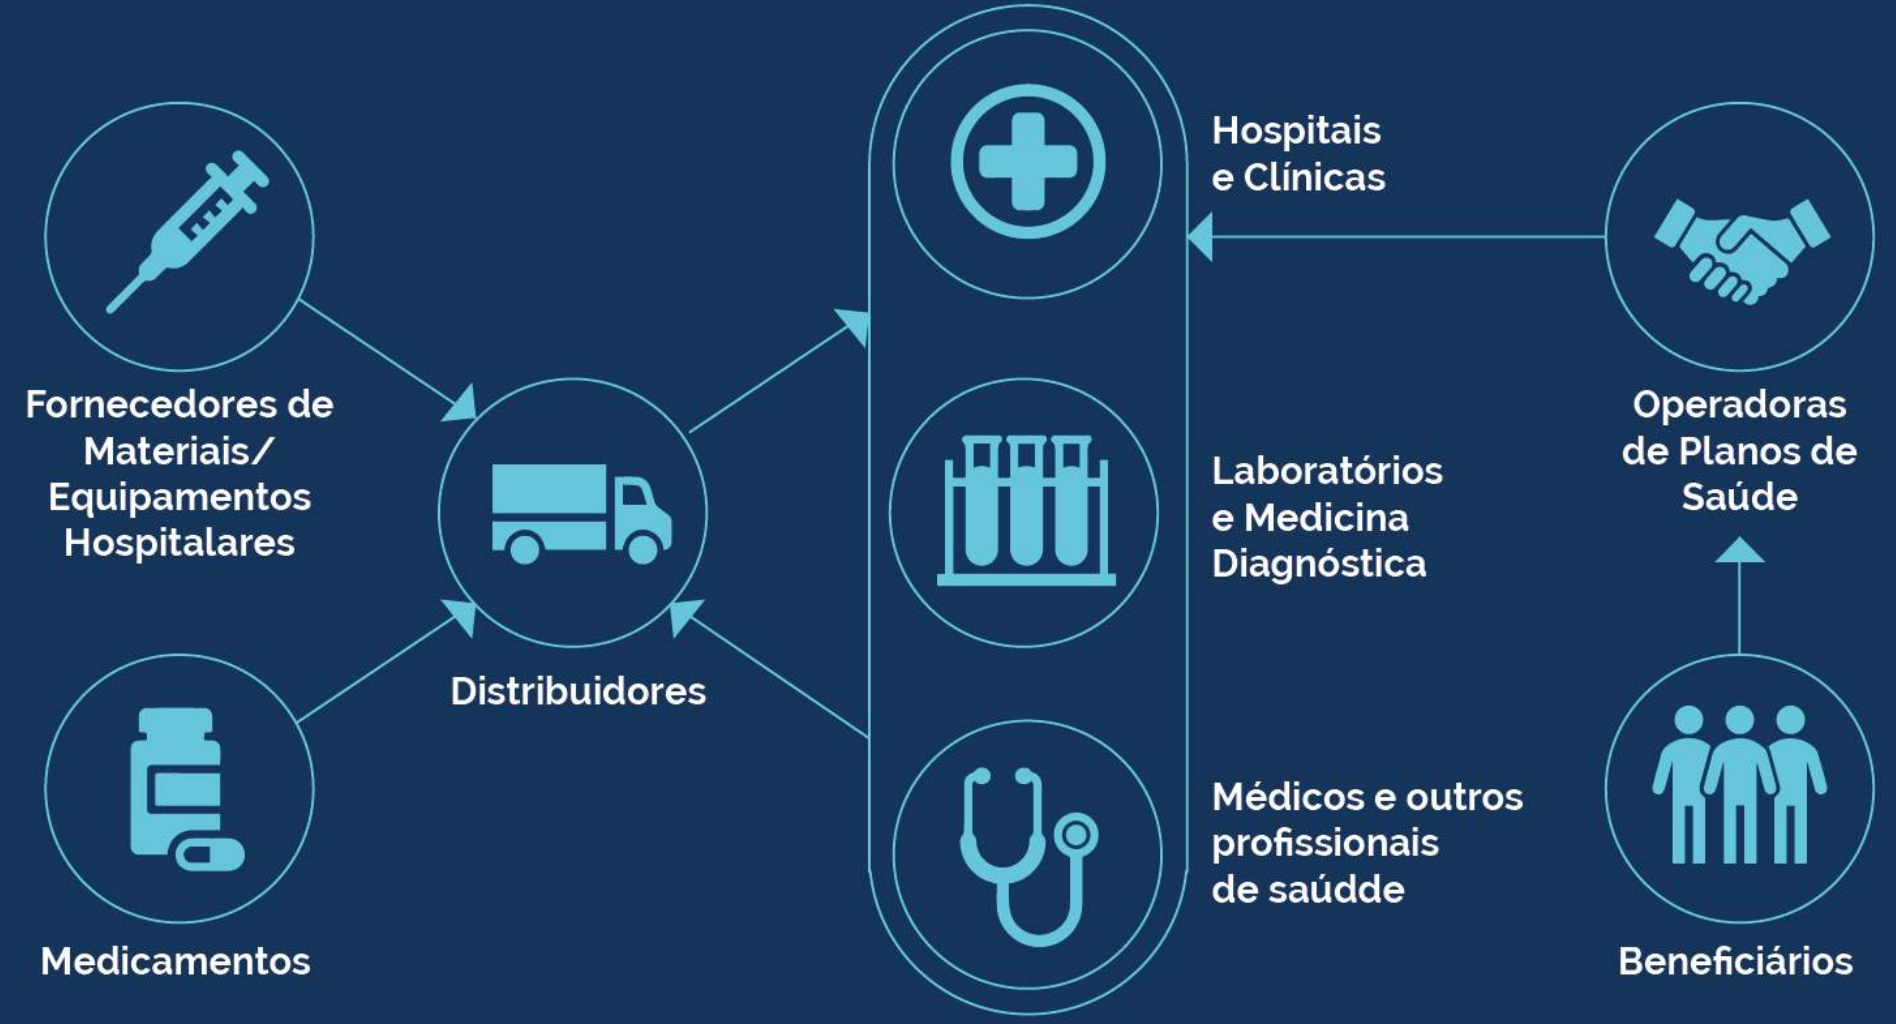 Fornecedores de
Materiais/
Equipamentos
Hospitalares
Medicamentos
Distribuidores
Hospitais
e Clínicas
Laboratórios
e Medicina
Diagnóstica
Médicos e outros
profissionais
de saúdde
Operadoras
de Planos de
Saúde
Beneficiários